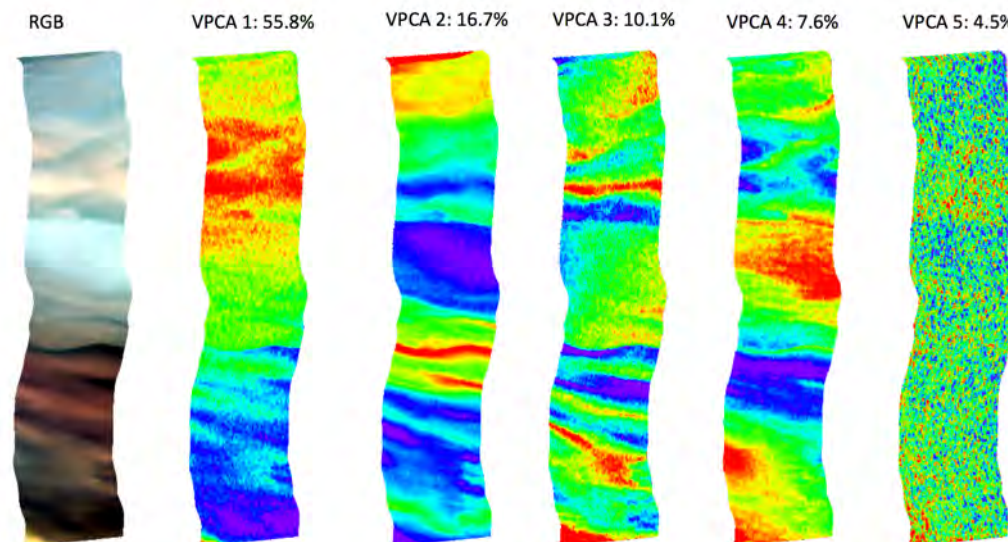 RGB
VPCA 1: 55.8%
VPCA 2: 16.7%
VPCA 3: 10.1%
VPCA 4: 7.6%
VPCA 5: 4.5%